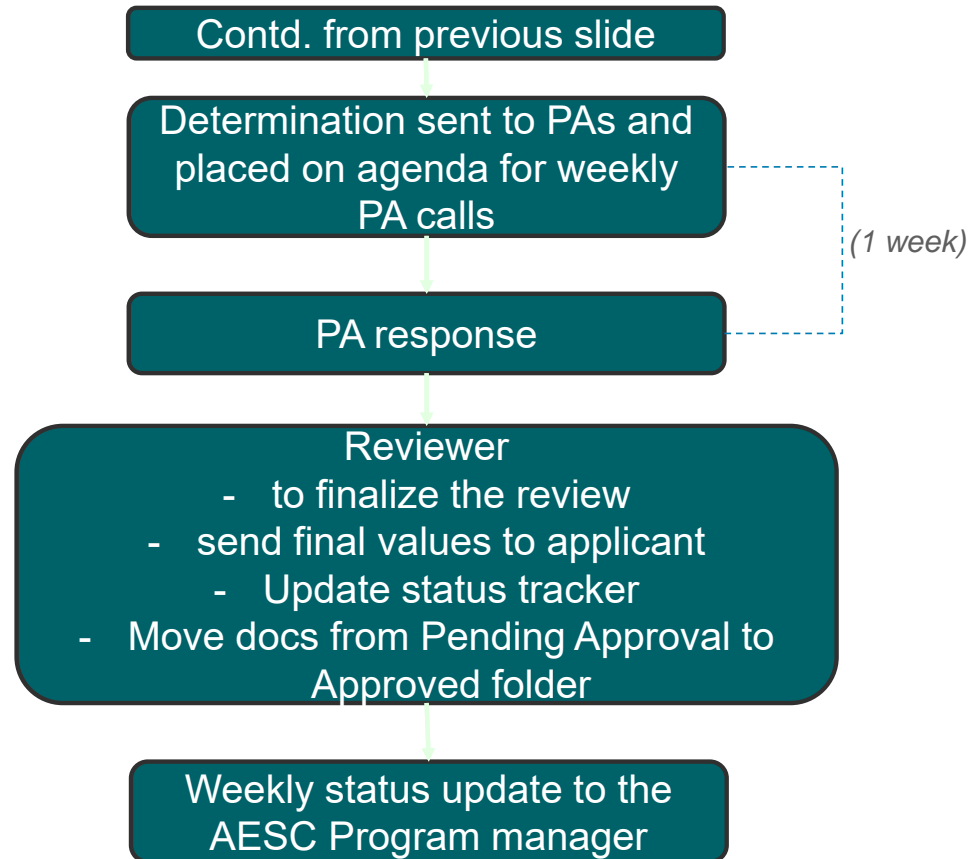 Contd. from previous slide
Determination sent to PAs and
placed on agenda for weekly
PA calls
(1 week)
PA response
Reviewer
- to finalize the review
- send final values to applicant
- Update status tracker
- Move docs from Pending Approval to
Approved folder
Weekly status update to the
AESC Program manager